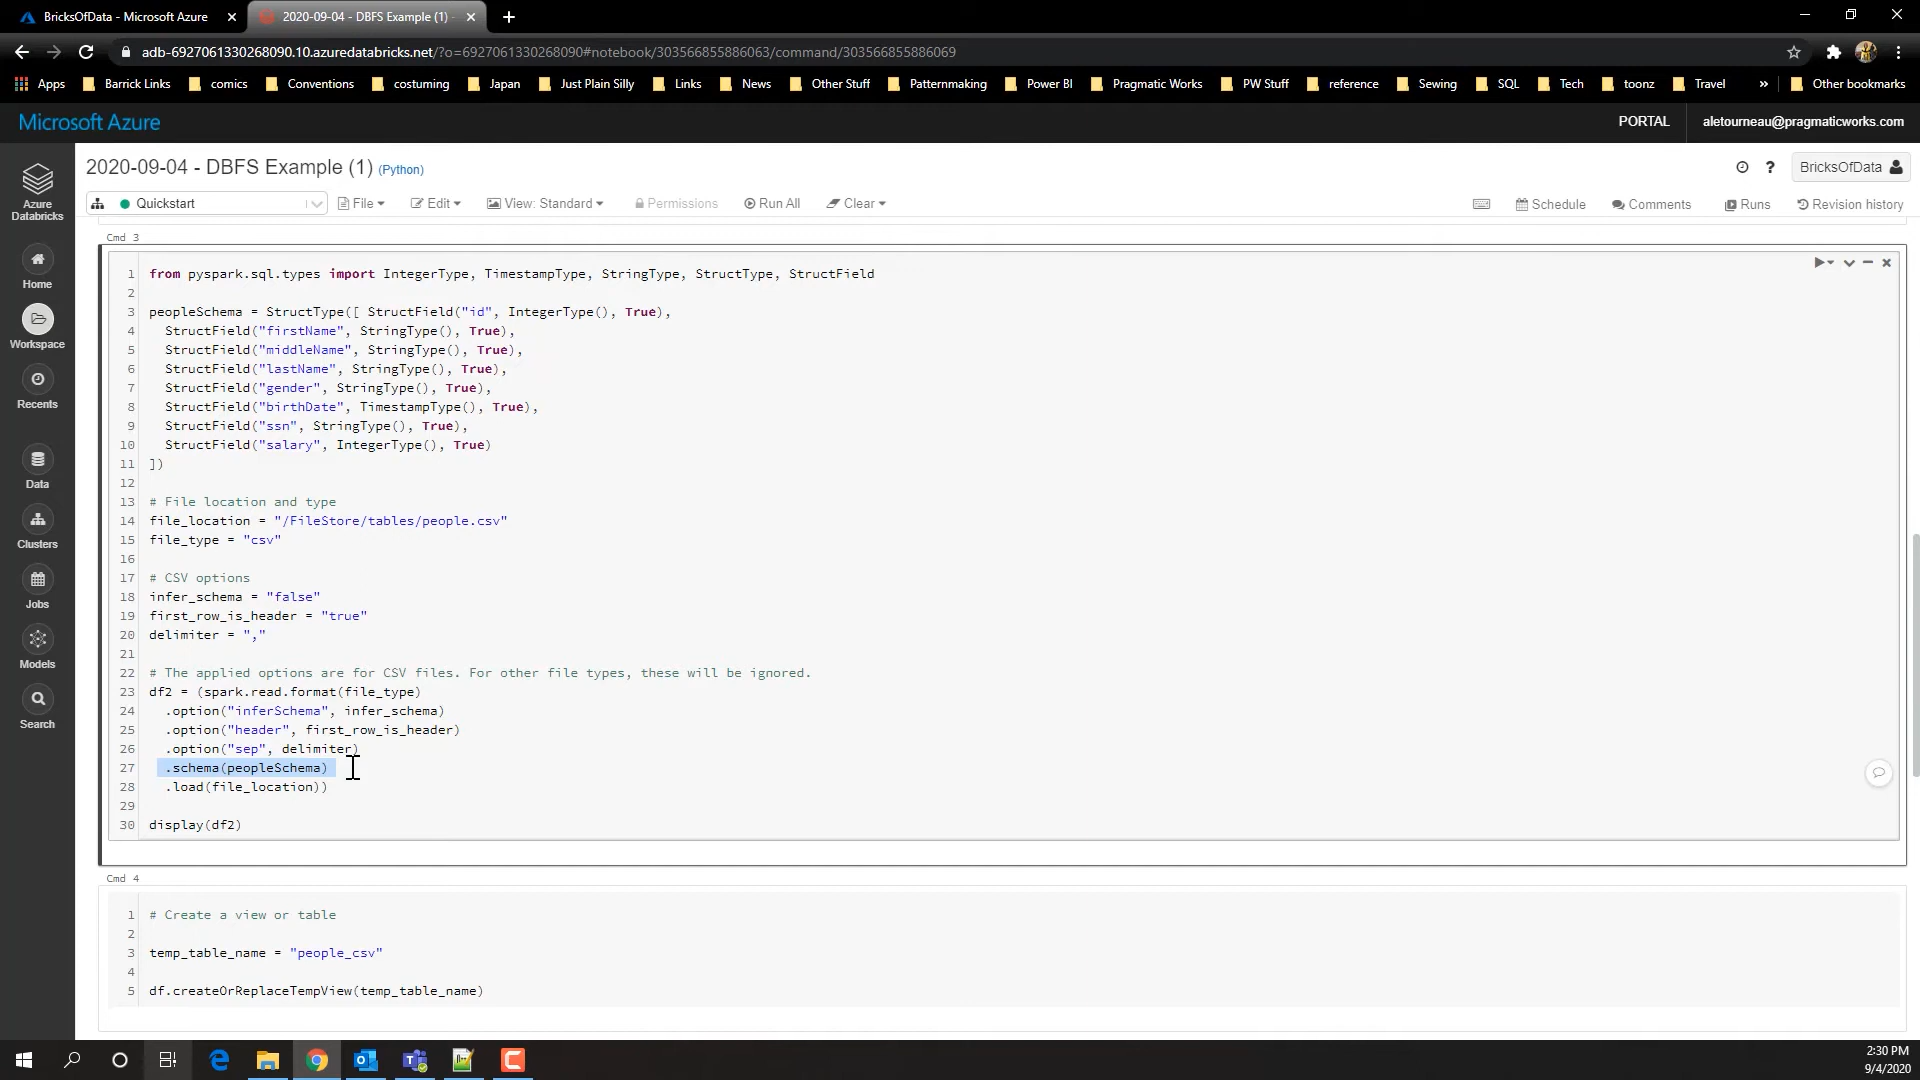 BricksOfData - Microsoft Azure
2020-09-04 - DBFS Example (1) -
adb-6927061330268090.10.azuredatabricks.net/?o=6927061330268090#notebook/303566855886063/command/303566855886069
Apps Barrick Links comics Conventions costuming Japan Just Plain Silly Links News Other Stuff Patternmaking Power BI Pragmatic Works PW Stuff reference Sewing SQL Tech toonz Travel » Other bookmarks
Microsoft Azure PORTAL aletourneau@pragmaticworks.com
2020-09-04 - DBFS Example (1) (Python) ? BricksOfData
Quickstart File Edit View: Standard Permissions Run All Clear Schedule Comments Runs Revision history
Azure
Databricks
Home
Workspace
Recents
Data
Clusters
Jobs
Models
Search
Cmd 3
1 from pyspark.sql.types import IntegerType, TimestampType, StringType, StructType, StructField
2
3 peopleSchema = StructType([ StructField("id", IntegerType(), True),
4 StructField("firstName", StringType(), True),
5 StructField("middleName", StringType(), True),
6 StructField("lastName", StringType(), True),
7 StructField("gender", StringType(), True),
8 StructField("birthDate", TimestampType(), True),
9 StructField("ssn", StringType(), True),
10 StructField("salary", IntegerType(), True)
11 ])
12
13 # File location and type
14 file_location = "/FileStore/tables/people.csv"
15 file_type = "csv"
16
17 # CSV options
18 infer_schema = "false"
19 first_row_is_header = "true"
20 delimiter = ","
21
22 # The applied options are for CSV files. For other file types, these will be ignored.
23 df2 = (spark.read.format(file_type)
24 .option("inferSchema", infer_schema)
25 .option("header", first_row_is_header)
26 .option("sep", delimiter)
27 .schema(peopleSchema)
28 .load(file_location))
29
30 display(df2)
Cmd 4
1 # Create a view or table
2
3 temp_table_name = "people_csv"
4
5 df.createOrReplaceTempView(temp_table_name)
2:30 PM
9/4/2020